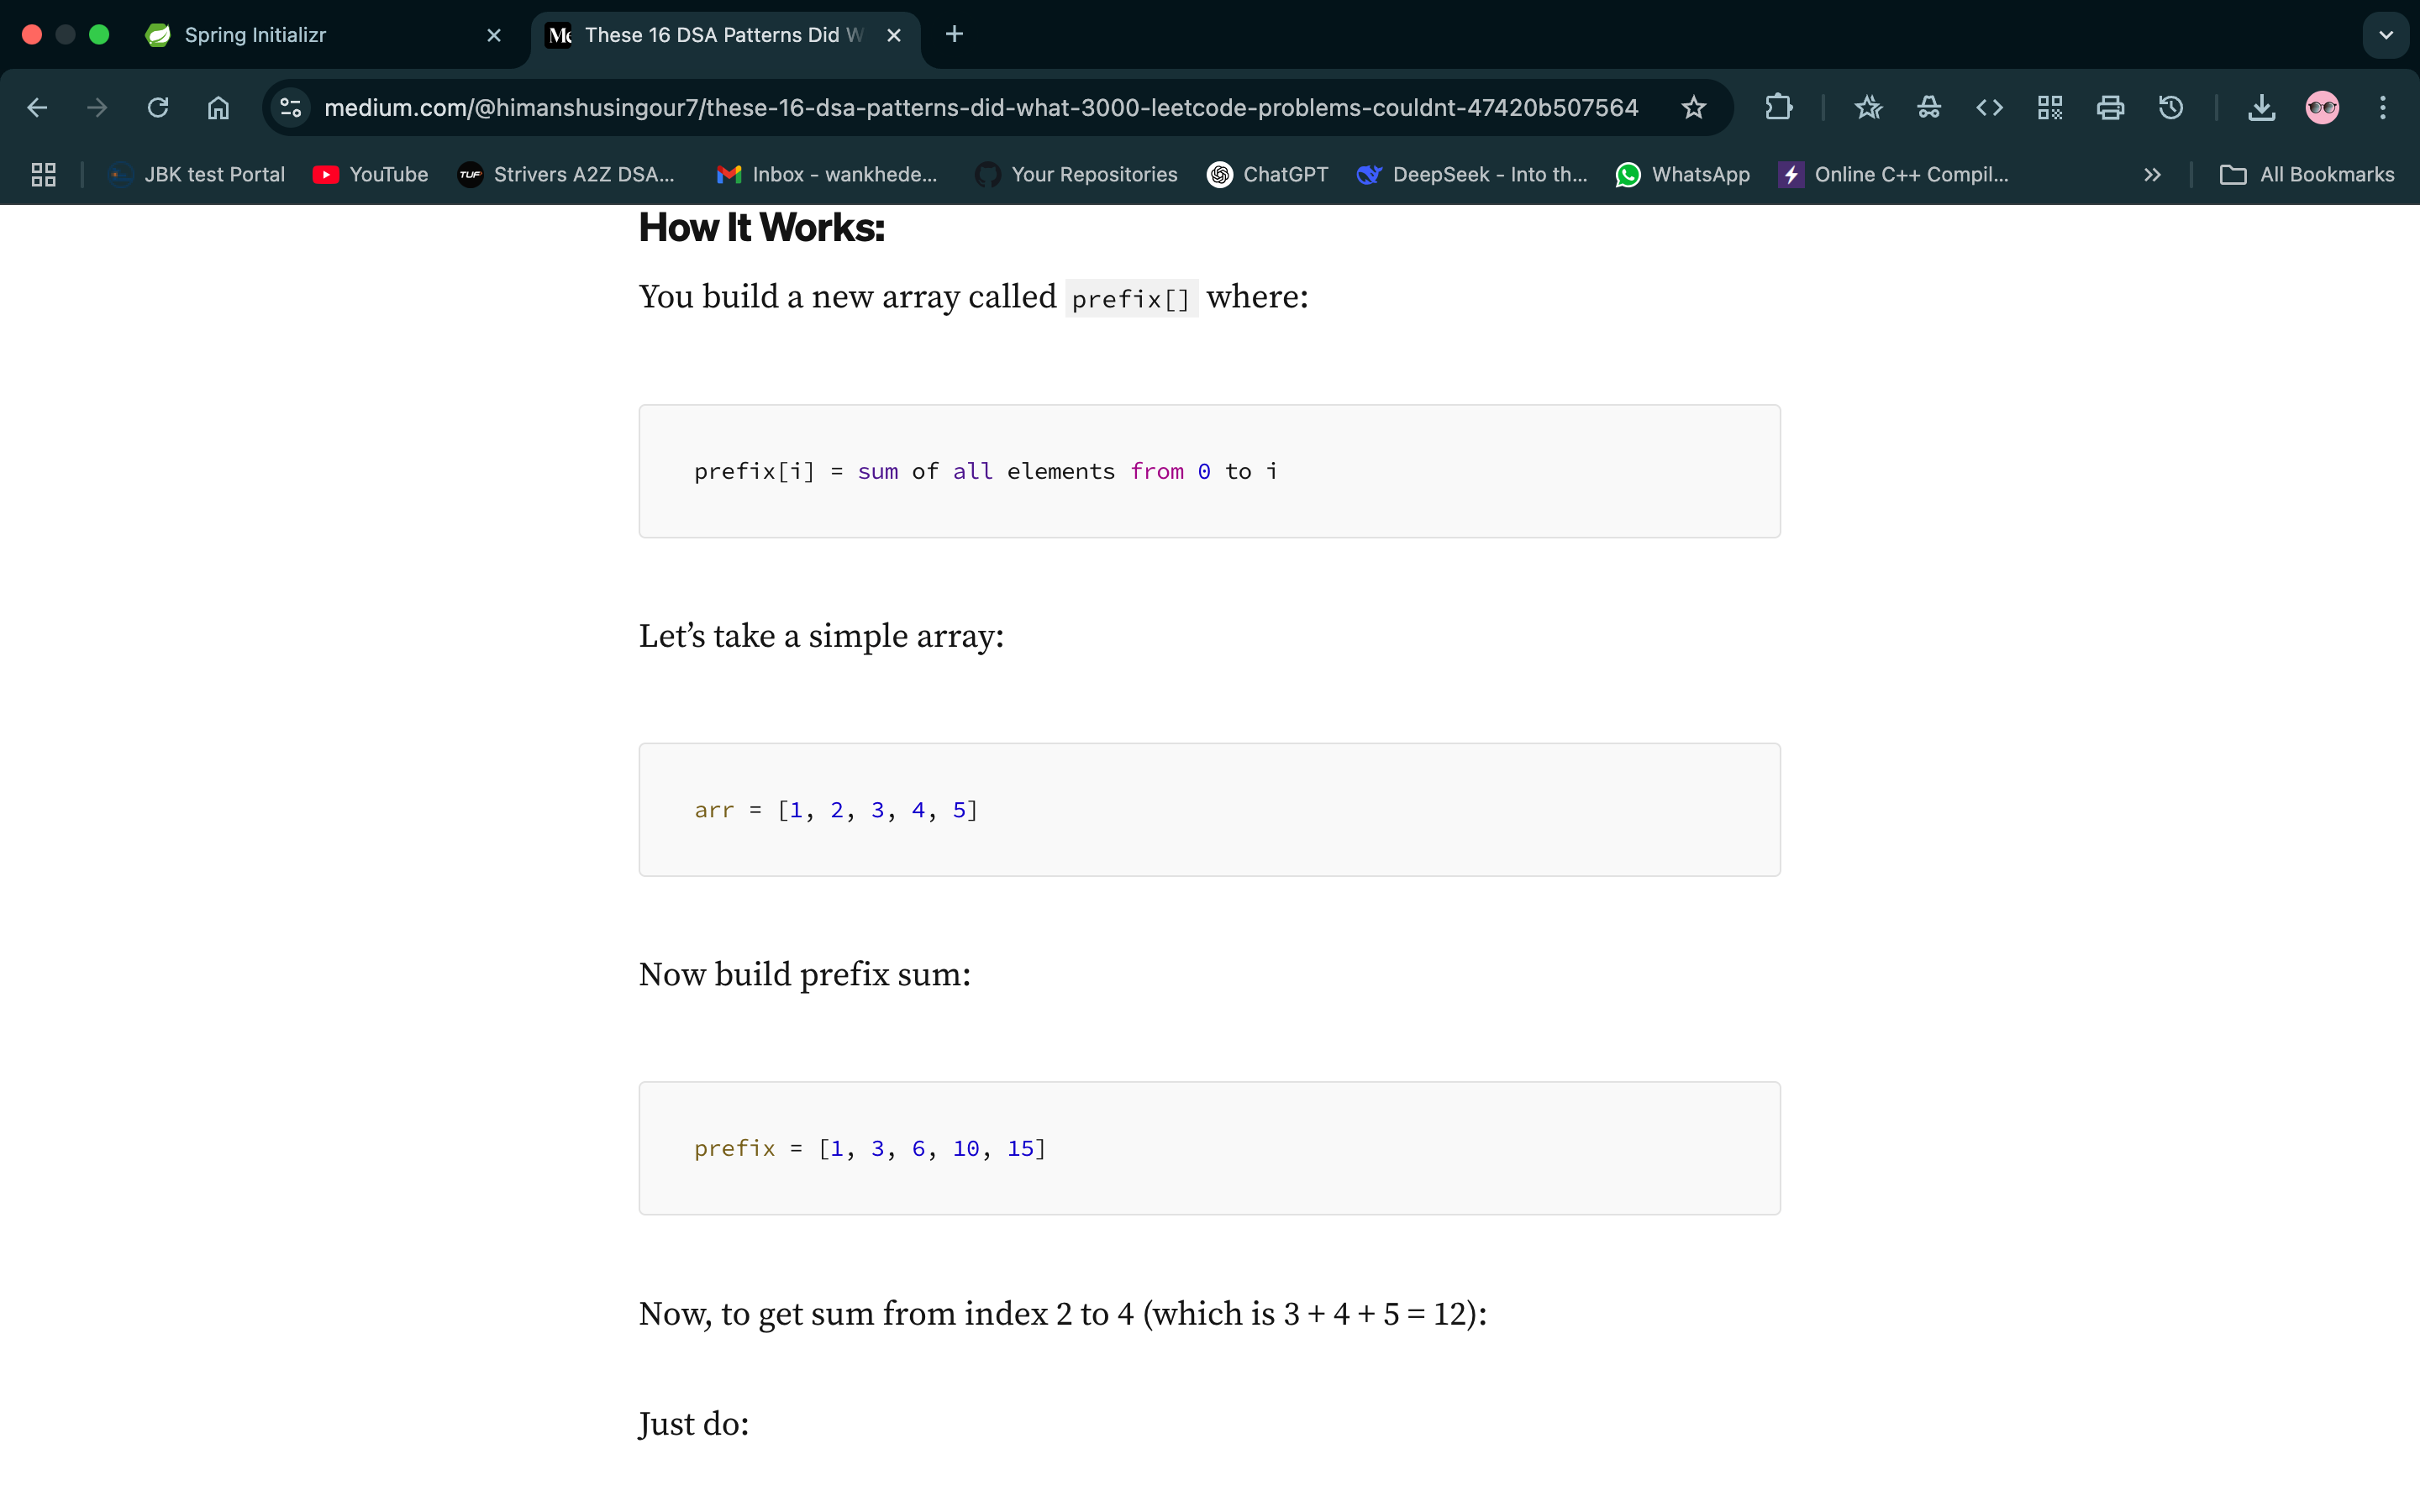 Spring Initializr
These 16 DSA Patterns Did W
medium.com/@himanshusingour7/these-16-dsa-patterns-did-what-3000-leetcode-problems-couldnt-47420b507564
JBK test Portal YouTube TUF Strivers A2Z DSA... Inbox - wankhede... Your Repositories ChatGPT DeepSeek - Into th... WhatsApp Online C++ Compil... All Bookmarks
How It Works:
You build a new array called prefix[] where:
prefix[i] = sum of all elements from 0 to i
Let’s take a simple array:
arr = [1, 2, 3, 4, 5]
Now build prefix sum:
prefix = [1, 3, 6, 10, 15]
Now, to get sum from index 2 to 4 (which is 3 + 4 + 5 = 12):
Just do: